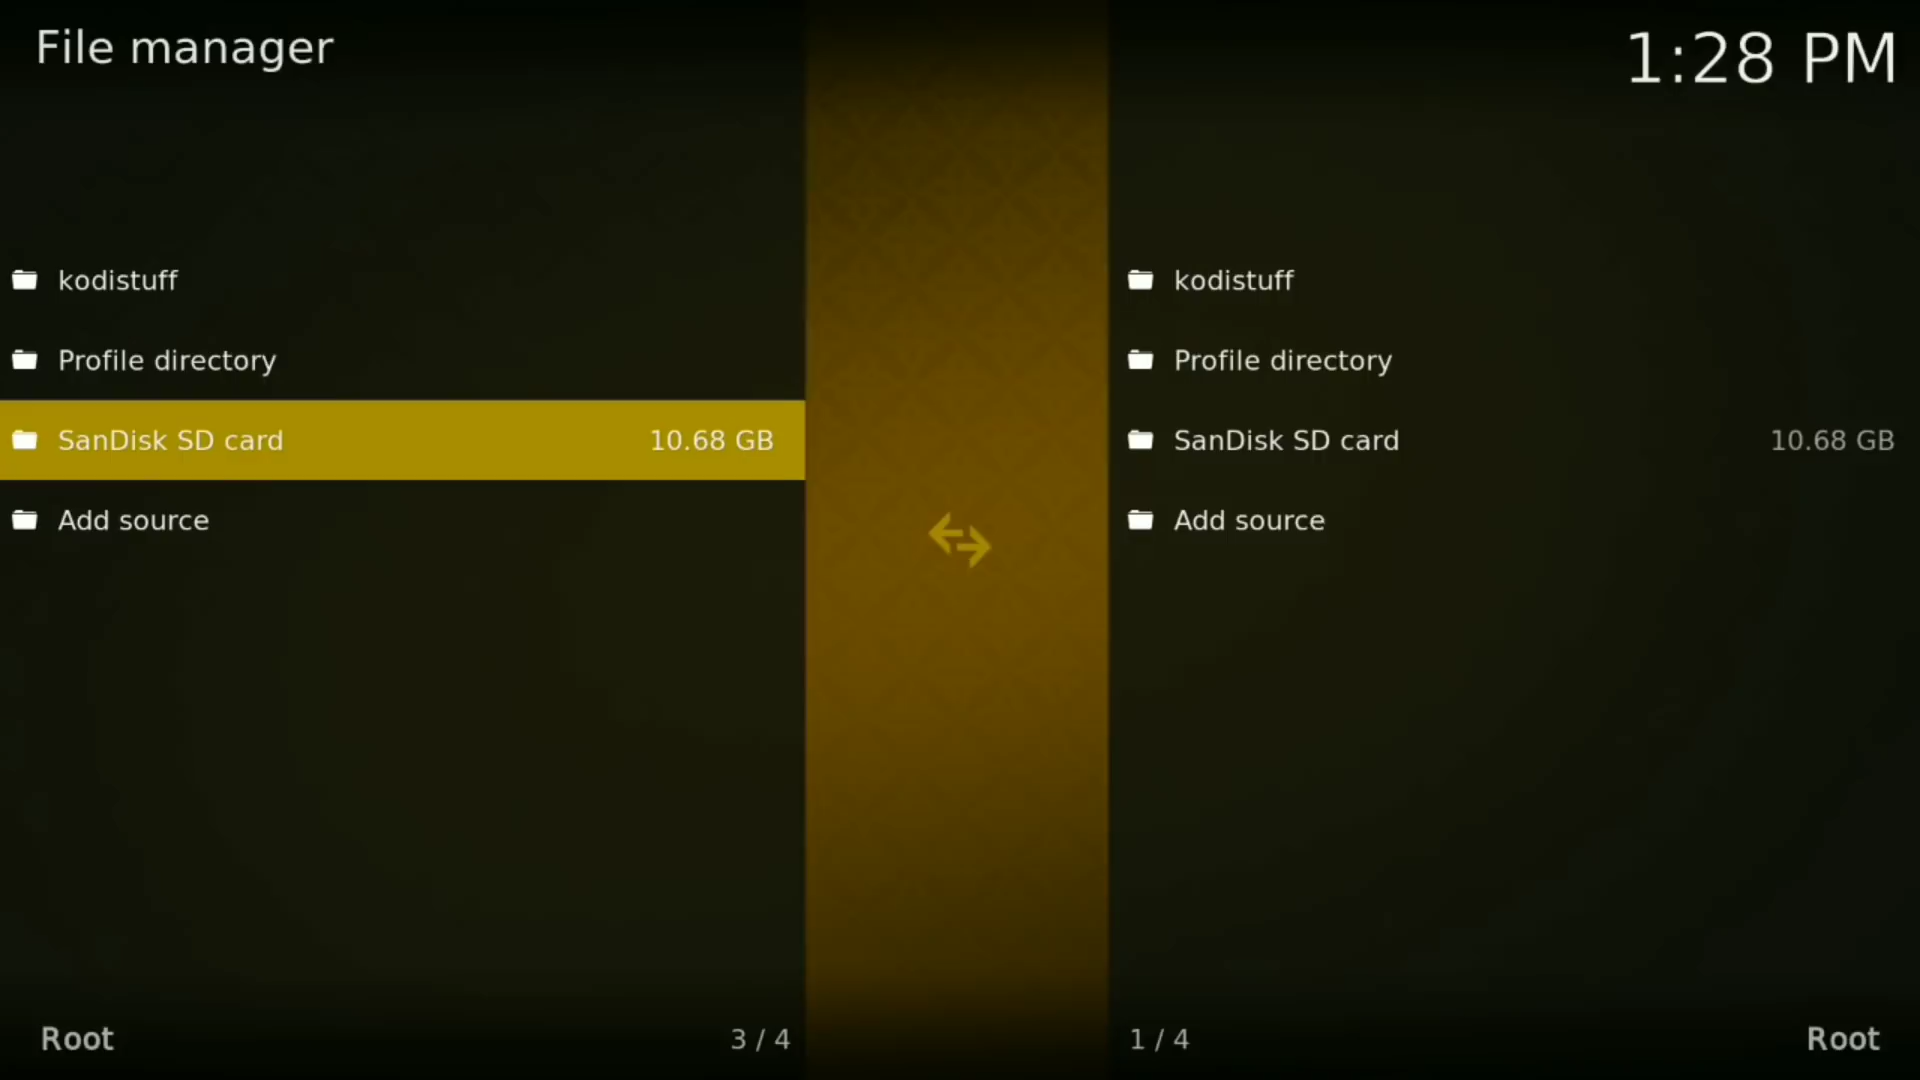 File manager
1:28 PM
kodistuff
Profile directory
SanDisk SD card 10.68 GB
Add source
kodistuff
Profile directory
SanDisk SD card 10.68 GB
Add source
Root 3 / 4
1 / 4 Root